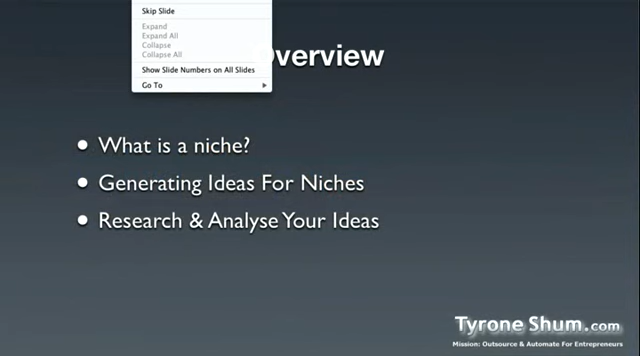 Skip Slide
Expand
Expand All
Collapse
Collapse All
Show Slide Numbers on All Slides
Go To
verview
What is a niche?
Generating Ideas For Niches
Research & Analyse Your Ideas
Tyrone Shum.com
Mission: Outsource & Automate For Entrepreneurs